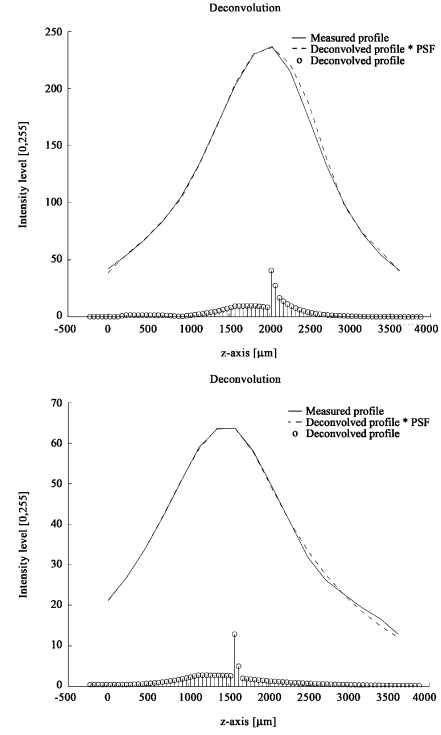 Deconvolution
250
200
150
100
50
0
Intensity level [0,255]
Measured profile
Deconvolved profile * PSF
Deconvolved profile
-500 0 500 1000 1500 2000 2500 3000 3500 4000
z-axis [μm]
Deconvolution
70
60
50
40
30
20
10
0
Intensity level [0,255]
Measured profile
Deconvolved profile * PSF
Deconvolved profile
-500 0 500 1000 1500 2000 2500 3000 3500 4000
z-axis [μm]